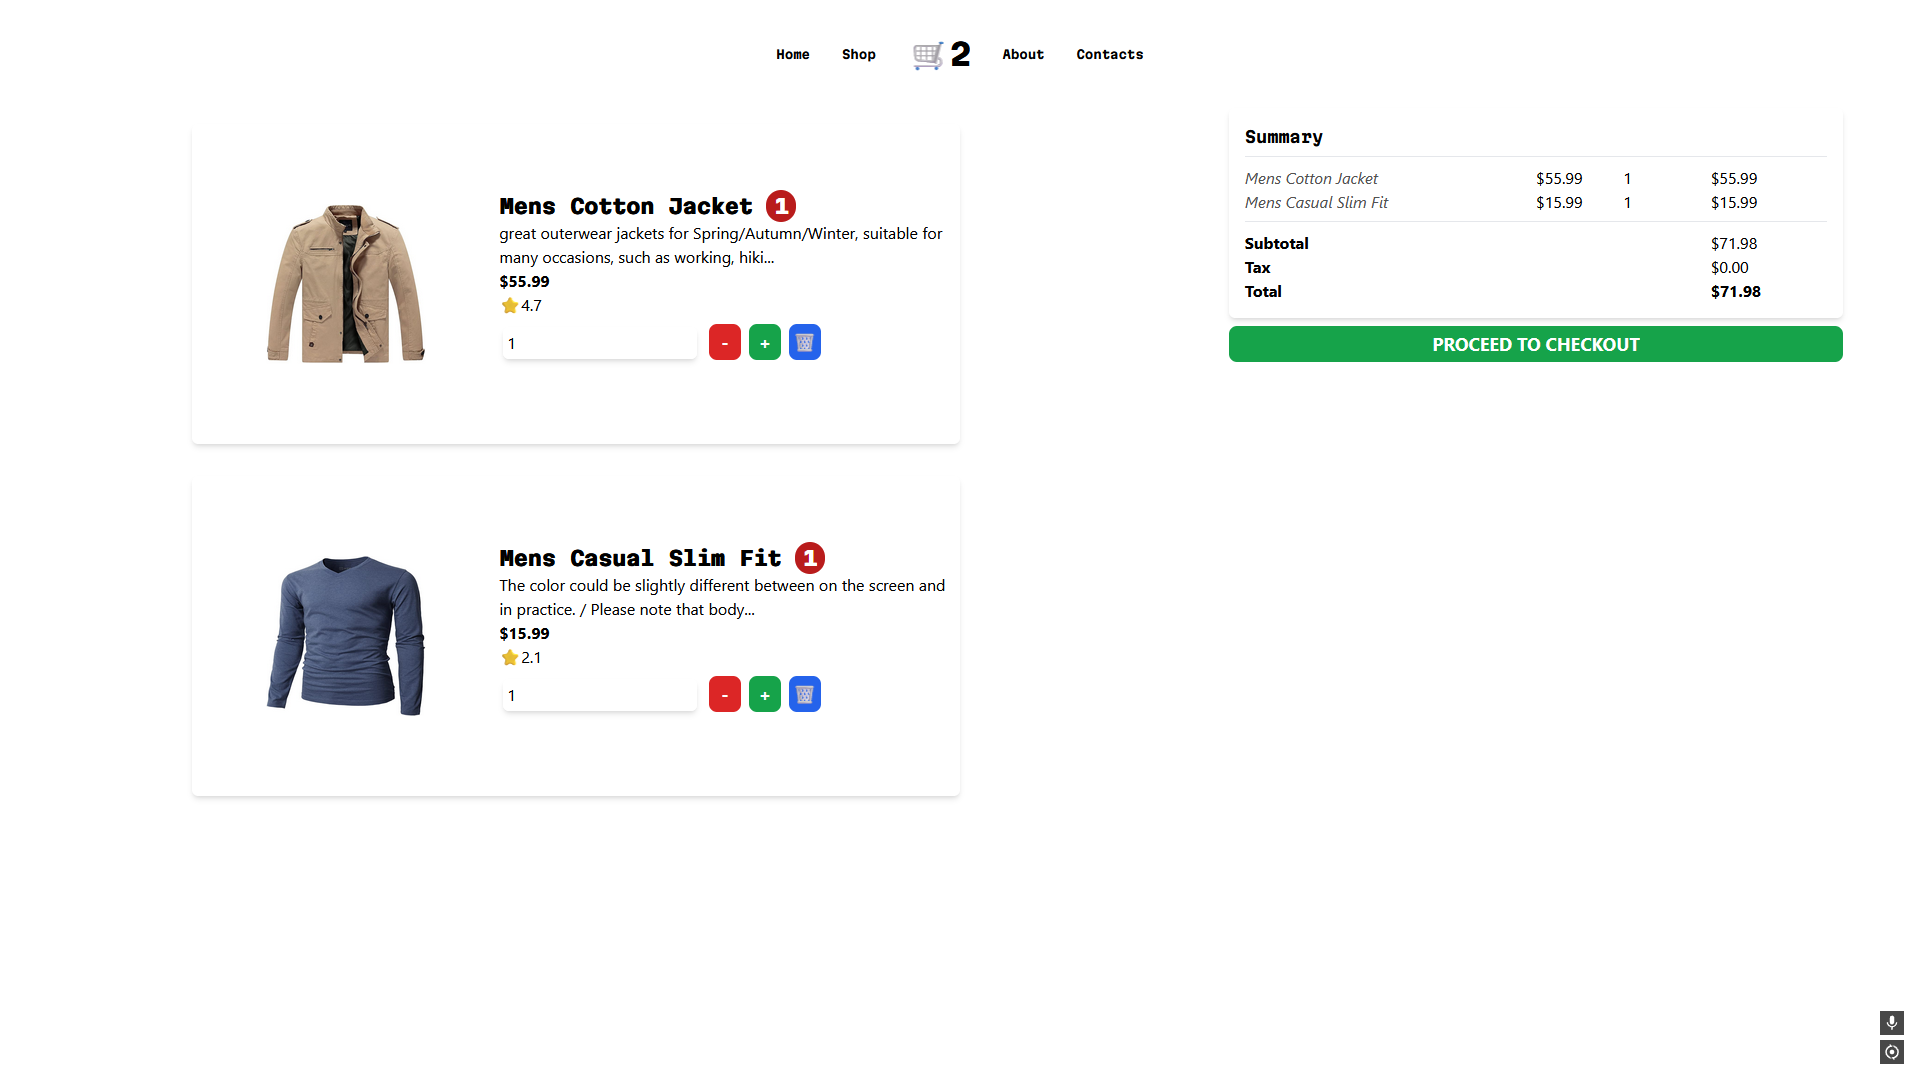 Home Shop 2 About Contacts
Mens Cotton Jacket 1
great outerwear jackets for Spring/Autumn/Winter, suitable for
many occasions, such as working, hiki...
$55.99
4.7
1 - +
Mens Casual Slim Fit 1
The color could be slightly different between on the screen and
in practice. / Please note that body...
$15.99
2.1
1 - +
Summary
Mens Cotton Jacket $55.99 1 $55.99
Mens Casual Slim Fit $15.99 1 $15.99
Subtotal $71.98
Tax $0.00
Total $71.98
PROCEED TO CHECKOUT